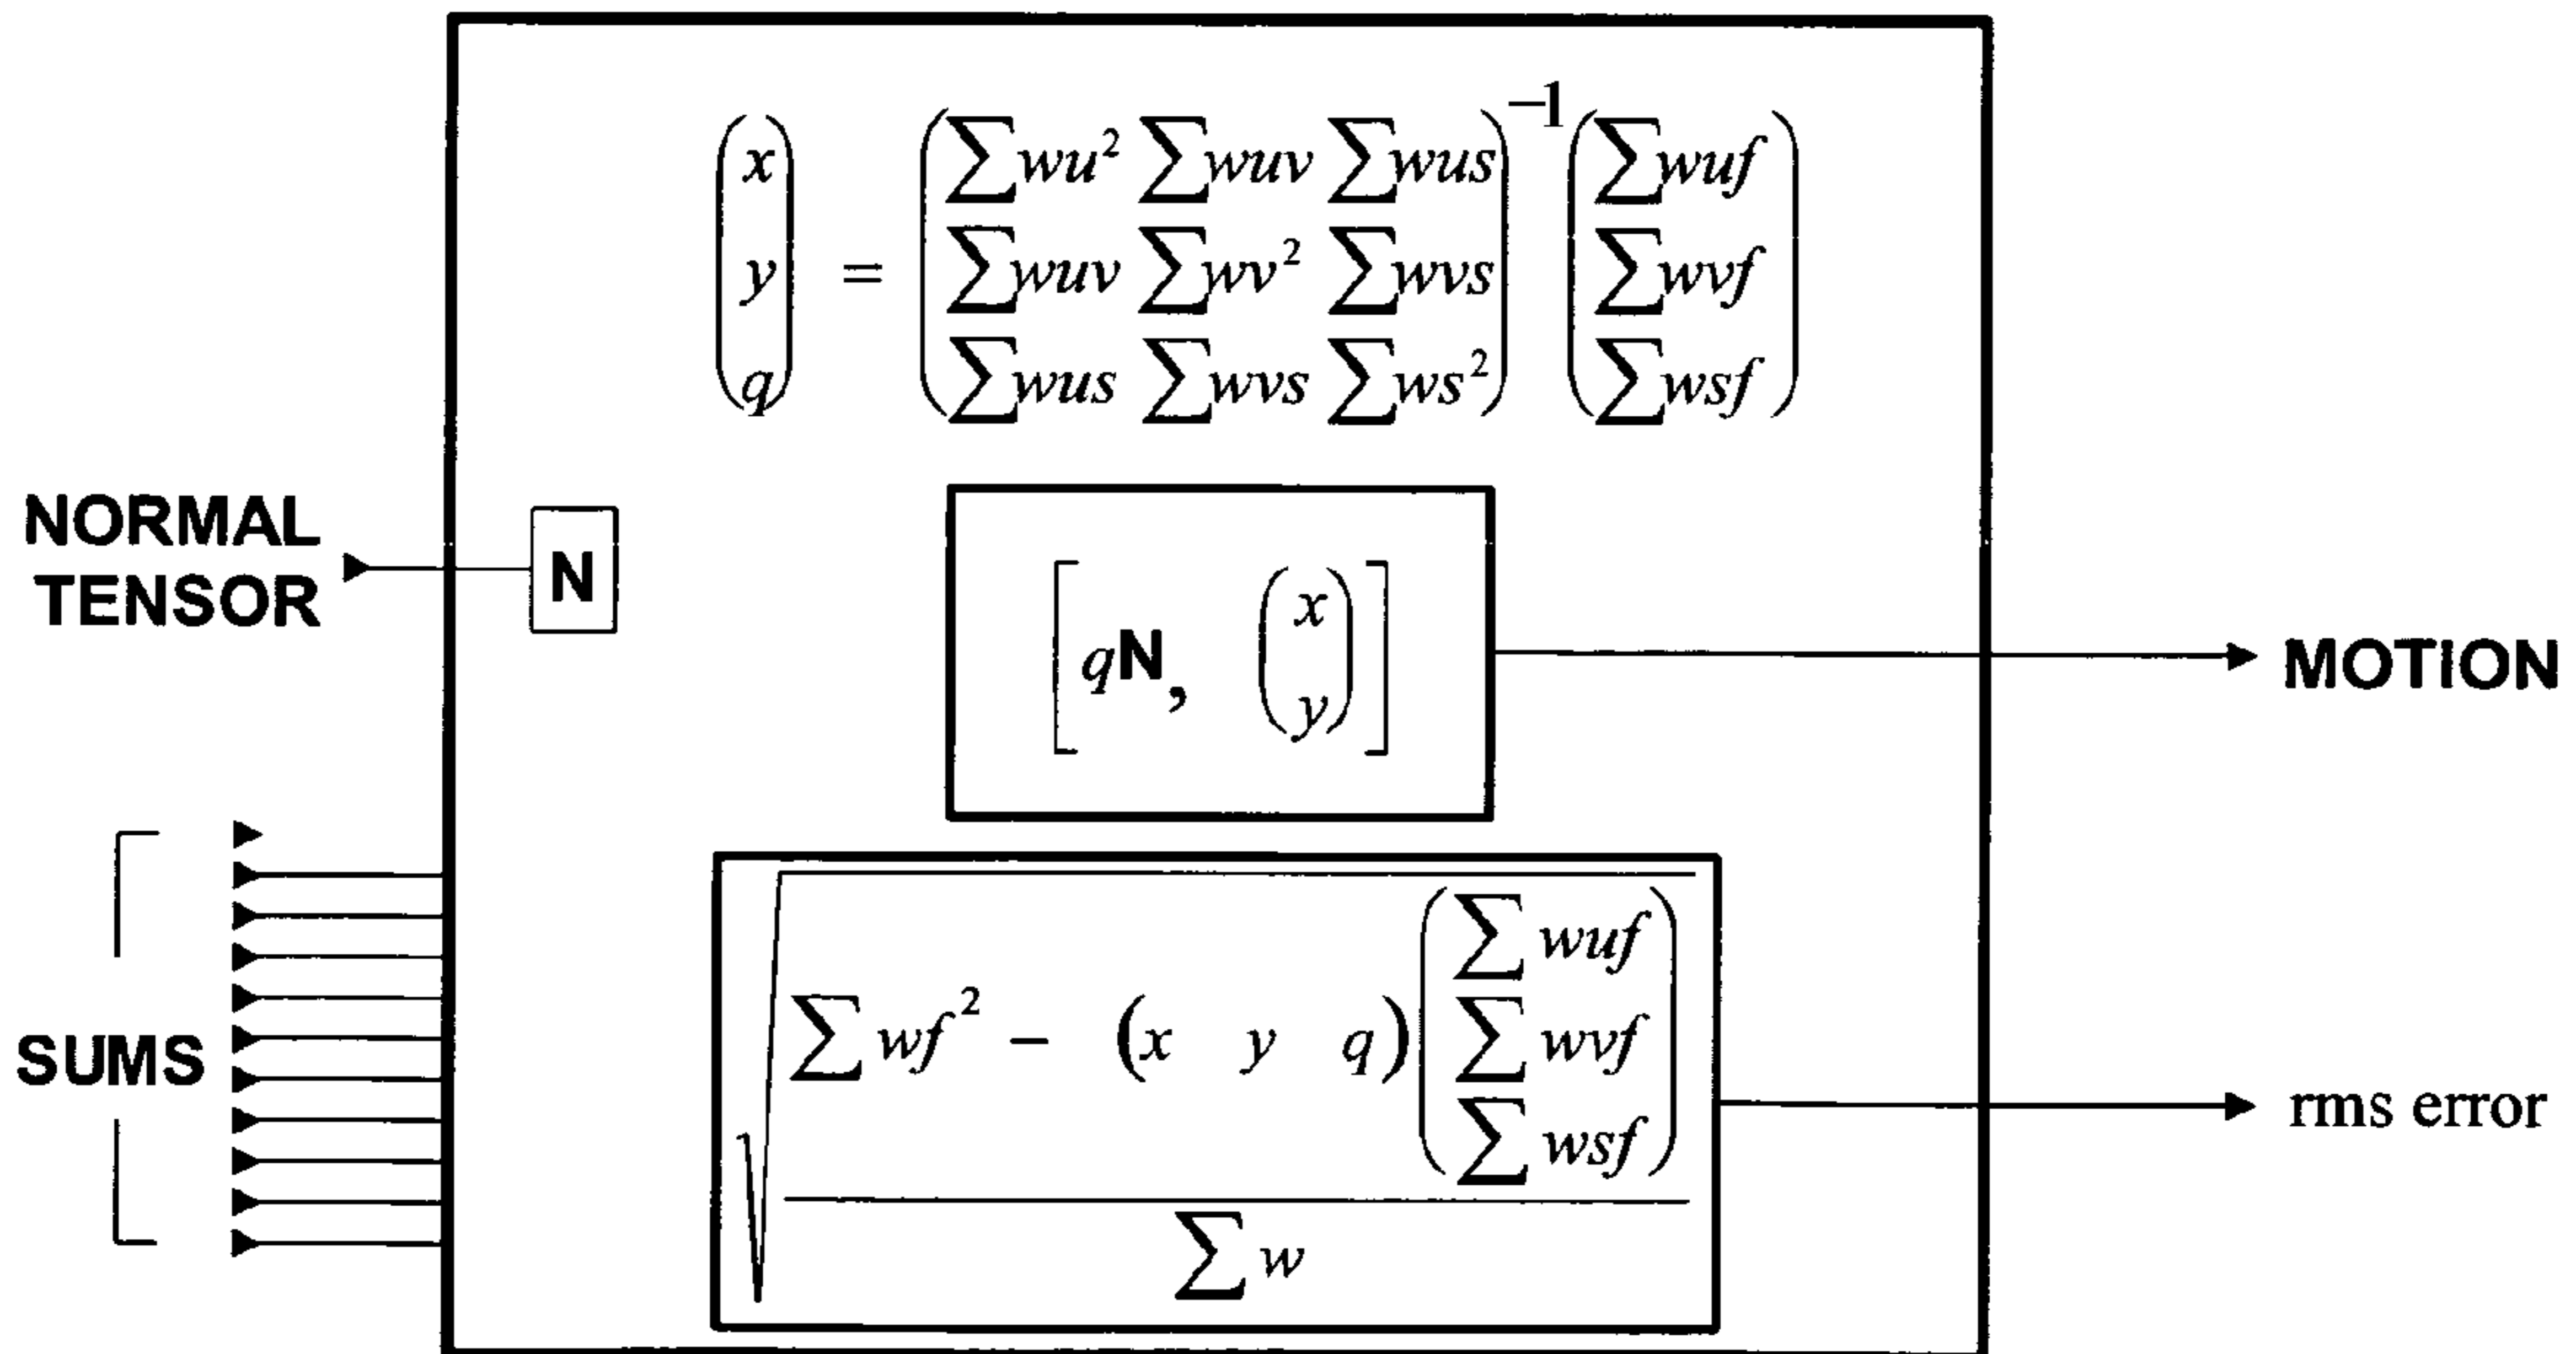 (x y q) = (∑wu² ∑wuv ∑wus
∑wuv ∑wv² ∑wvs
∑wus ∑wvs ∑ws²)⁻¹ (∑wuf
∑wvf
∑wsf)
NORMAL
TENSOR
N
[qN, (x y)]
MOTION
SUMS
√ ∑wf² − (x y q) (∑wuf
∑wvf
∑wsf)
∑w
rms error